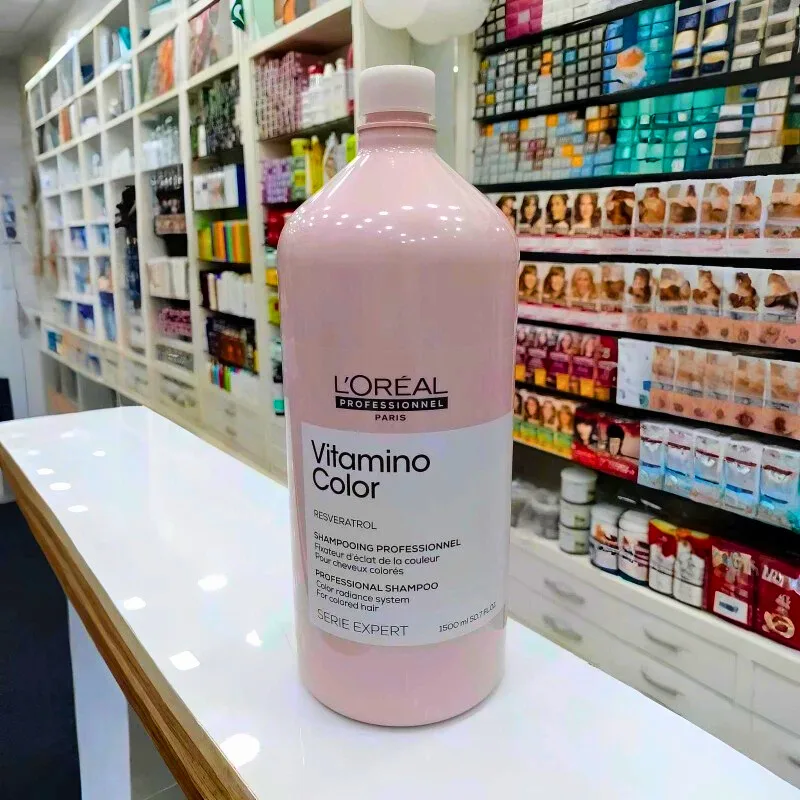 L'ORÉAL
PROFESSIONNEL
PARIS
Vitamino
Color
RESVERATROL
SHAMPOOING PROFESSIONNEL
Fixateur d'éclat de la couleur
Pour cheveux colorés
PROFESSIONAL SHAMPOO
Color radiance system
For colored hair
SERIE EXPERT
1500 ml 50.7 FL.Oz.